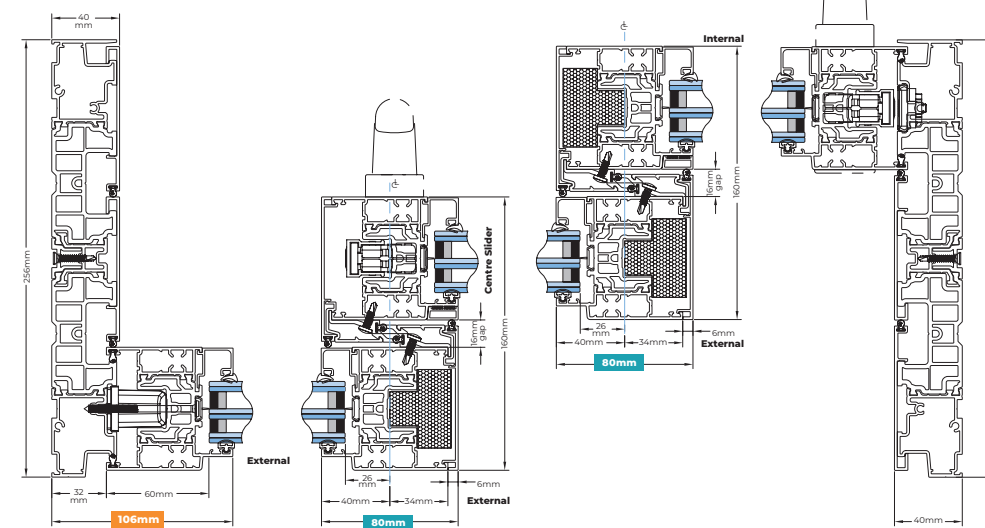 40
mm
256mm
32
mm
60mm
106mm
External
℄
Centre Slider
16mm
gap
160mm
26
mm
40mm
34mm
6mm
External
80mm
℄
Internal
16mm
gap
160mm
26
mm
40mm
34mm
6mm
External
80mm
40mm